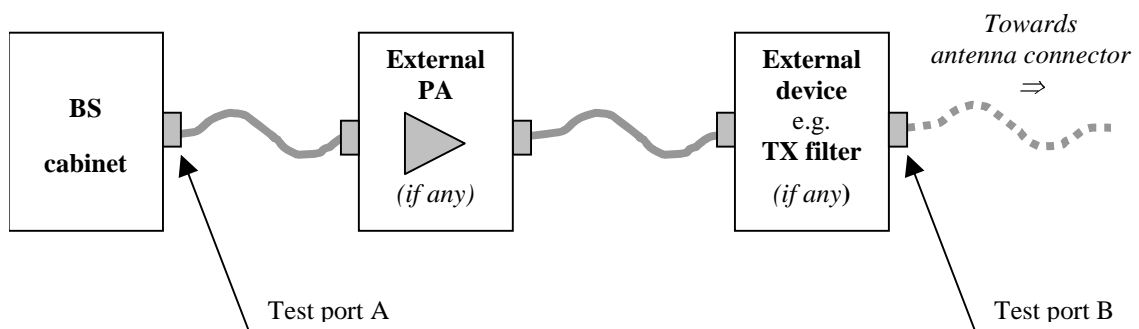 BS
cabinet
External
PA
(if any)
External
device
e.g.
TX filter
(if any)
Towards
antenna connector
⇒
Test port A
Test port B